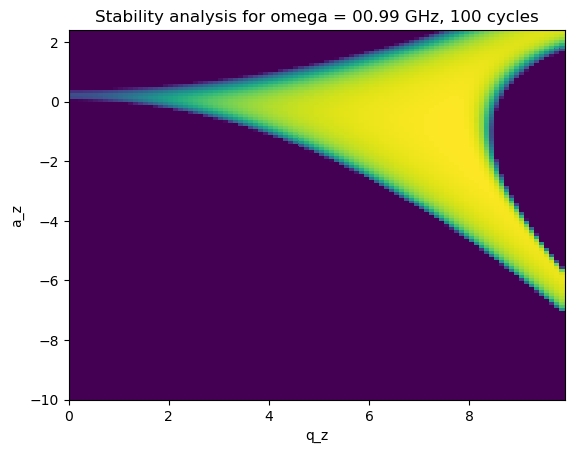 Stability analysis for omega = 00.99 GHz, 100 cycles
2
0
−2
−4
−6
−8
−10
a_z
0 2 4 6 8
q_z